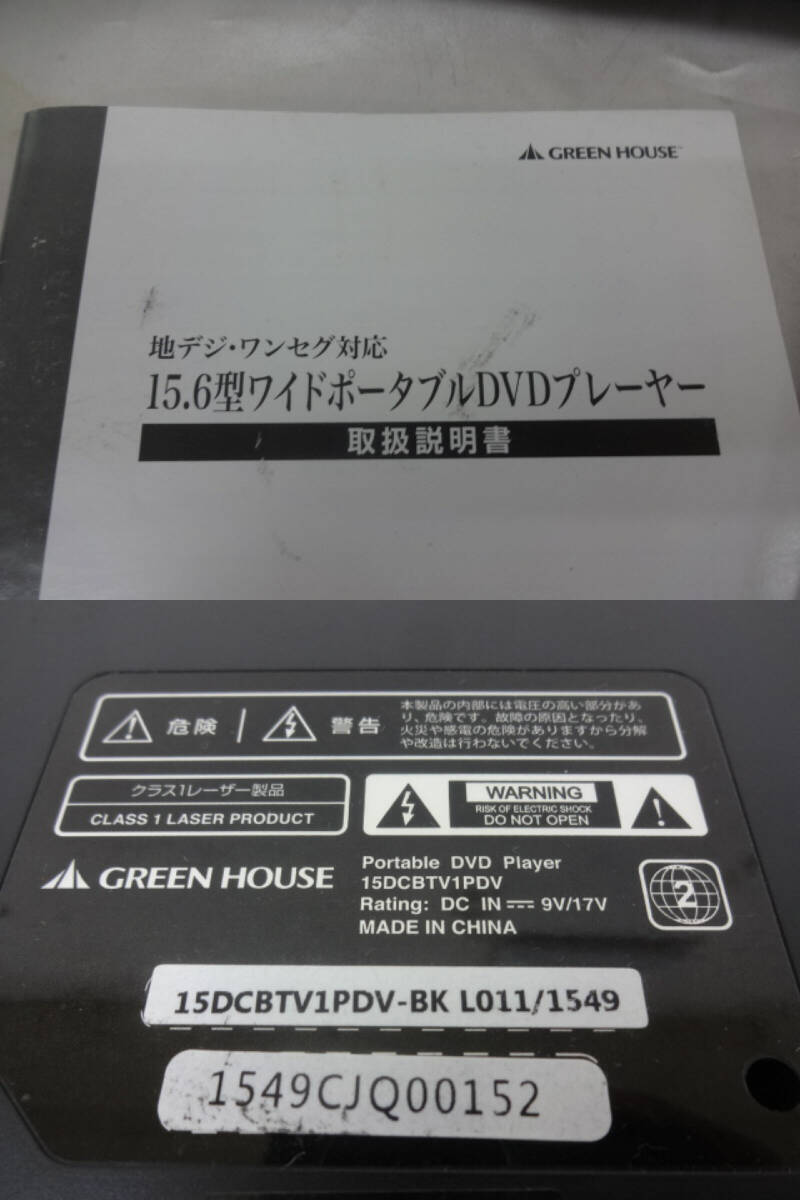 GREEN HOUSE
地デジ・ワンセグ対応
15.6型ワイドポータブルDVDプレーヤー
取扱説明書
危険
警告
本製品の内部には電圧の高い部分があ
り、危険です。故障の原因となったり、
火災や感電の危険がありますから分解
や改造は行わないでください。
クラス1レーザー製品
CLASS 1 LASER PRODUCT
WARNING
RISK OF ELECTRIC SHOCK
DO NOT OPEN
GREEN HOUSE
Portable DVD Player
15DCBTV1PDV
Rating: DC IN⎓ 9V/17V
MADE IN CHINA
2
15DCBTV1PDV-BK L011/1549
1549CJQ00152